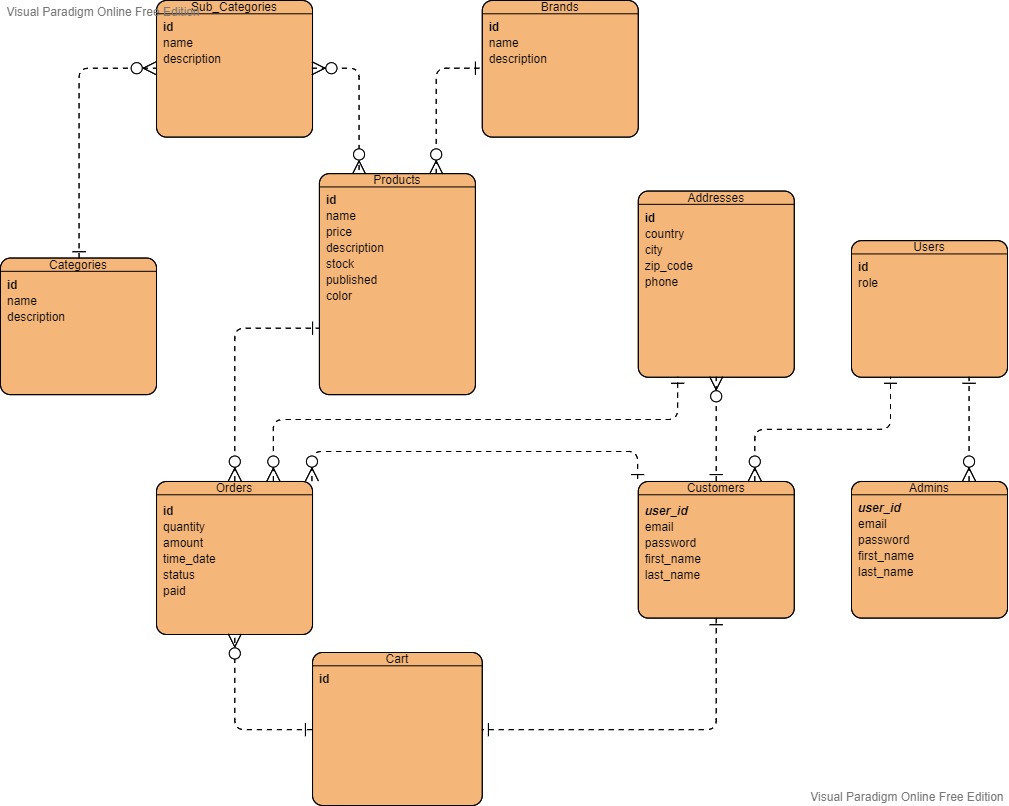 Visual Paradigm Online Free Edition
Sub_Categories
id
name
description
Brands
id
name
description
Products
id
name
price
description
stock
published
color
Addresses
id
country
city
zip_code
phone
Users
id
role
Categories
id
name
description
Orders
id
quantity
amount
time_date
status
paid
Customers
user_id
email
password
first_name
last_name
Admins
user_id
email
password
first_name
last_name
Cart
id
Visual Paradigm Online Free Edition